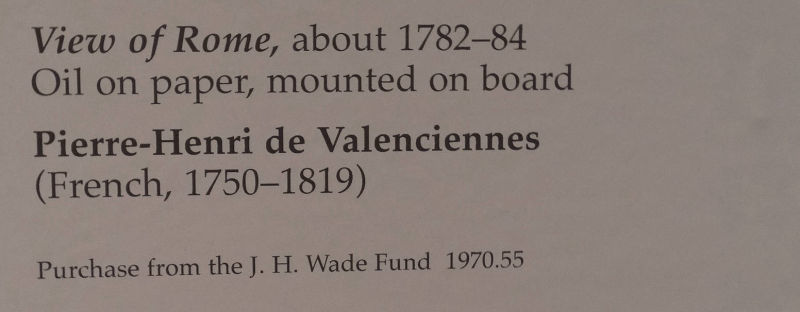 View of Rome, about 1782–84
Oil on paper, mounted on board
Pierre-Henri de Valenciennes
(French, 1750–1819)
Purchase from the J. H. Wade Fund 1970.55